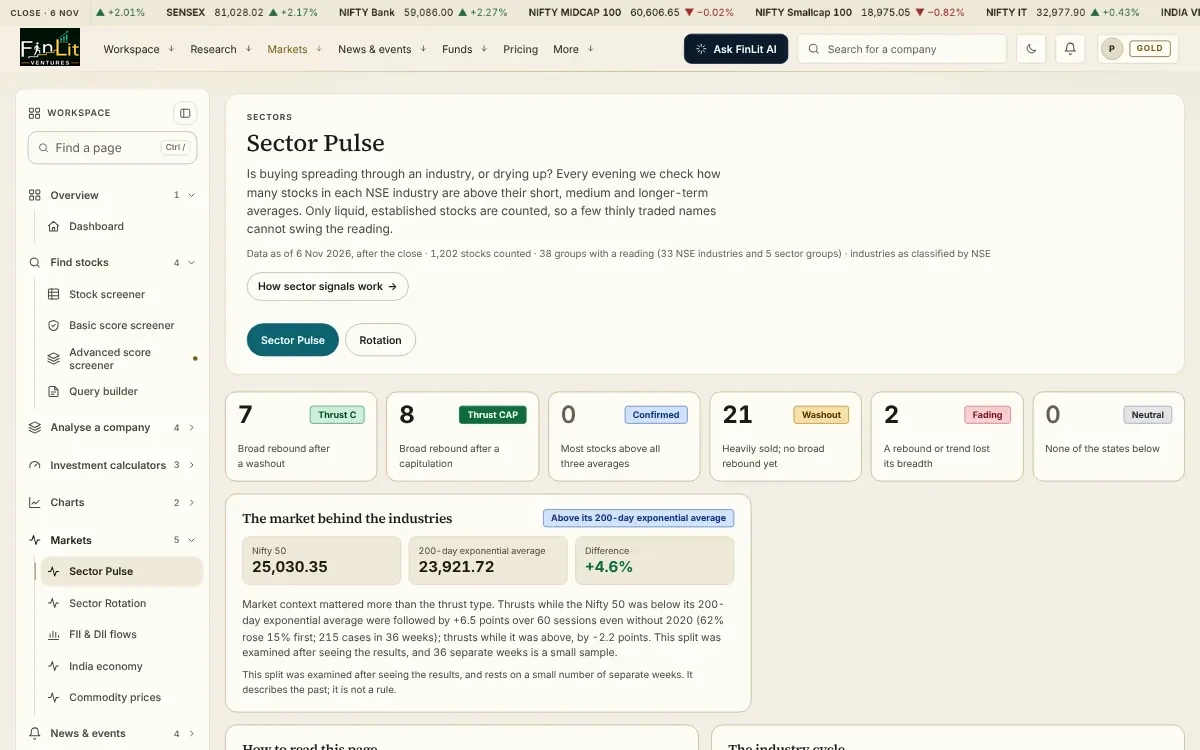 CLOSE · 6 NOV ▲ +2.01% SENSEX 81,028.02 ▲ +2.17% NIFTY Bank 59,086.00 ▲ +2.27% NIFTY MIDCAP 100 60,606.65 ▼ −0.02% NIFTY Smallcap 100 18,975.05 ▼ −0.82% NIFTY IT 32,977.90 ▲ +0.43% INDIA VI
FinLit
VENTURES
Workspace Research Markets News & events Funds Pricing More Ask FinLit AI Search for a company P GOLD
WORKSPACE
Find a page Ctrl /
Overview 1
Dashboard
Find stocks 4
Stock screener
Basic score screener
Advanced score
screener
Query builder
Analyse a company 4
Investment calculators 3
Charts 2
Markets 5
Sector Pulse
Sector Rotation
FII & DII flows
India economy
Commodity prices
News & events 4
SECTORS
Sector Pulse
Is buying spreading through an industry, or drying up? Every evening we check how
many stocks in each NSE industry are above their short, medium and longer-term
averages. Only liquid, established stocks are counted, so a few thinly traded names
cannot swing the reading.
Data as of 6 Nov 2026, after the close · 1,202 stocks counted · 38 groups with a reading (33 NSE industries and 5 sector groups) · industries as classified by NSE
How sector signals work →
Sector Pulse Rotation
7 Thrust C
Broad rebound after
a washout
8 Thrust CAP
Broad rebound after a
capitulation
0 Confirmed
Most stocks above all
three averages
21 Washout
Heavily sold; no broad
rebound yet
2 Fading
A rebound or trend lost
its breadth
0 Neutral
None of the states below
The market behind the industries Above its 200-day exponential average
Nifty 50
25,030.35
200-day exponential average
23,921.72
Difference
+4.6%
Market context mattered more than the thrust type. Thrusts while the Nifty 50 was below its 200-
day exponential average were followed by +6.5 points over 60 sessions even without 2020 (62%
rose 15% first; 215 cases in 36 weeks); thrusts while it was above, by -2.2 points. This split was
examined after seeing the results, and 36 separate weeks is a small sample.
This split was examined after seeing the results, and rests on a small number of separate weeks. It
describes the past; it is not a rule.
How to read this page
The industry cycle